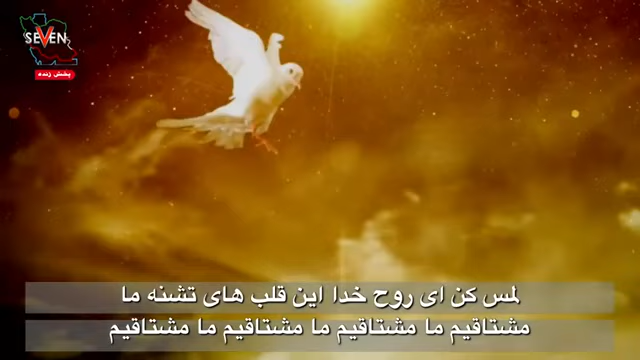 SEVEN
پخش زنده
لمس کن ای روح خدا این قلب های تشنه ما
مشتاقیم ما مشتاقیم ما مشتاقیم ما مشتاقیم